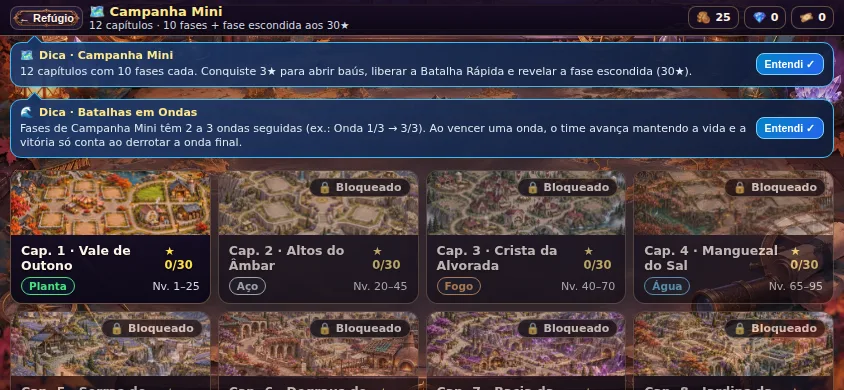 ← Refúgio
🗺️ Campanha Mini
12 capítulos · 10 fases + fase escondida aos 30★
25
0
0
🗺️ Dica · Campanha Mini
12 capítulos com 10 fases cada. Conquiste 3★ para abrir baús, liberar a Batalha Rápida e revelar a fase escondida (30★).
Entendi ✓
🌊 Dica · Batalhas em Ondas
Fases de Campanha Mini têm 2 a 3 ondas seguidas (ex.: Onda 1/3 → 3/3). Ao vencer uma onda, o time avança mantendo a vida e a
vitória só conta ao derrotar a onda final.
Entendi ✓
Cap. 1 · Vale de
Outono
★
0/30
Planta
Nv. 1–25
🔒 Bloqueado
Cap. 2 · Altos do
Âmbar
★
0/30
Aço
Nv. 20–45
🔒 Bloqueado
Cap. 3 · Crista da
Alvorada
★
0/30
Fogo
Nv. 40–70
🔒 Bloqueado
Cap. 4 · Manguezal
do Sal
★
0/30
Água
Nv. 65–95
🔒 Bloqueado
🔒 Bloqueado
🔒 Bloqueado
🔒 Bloqueado